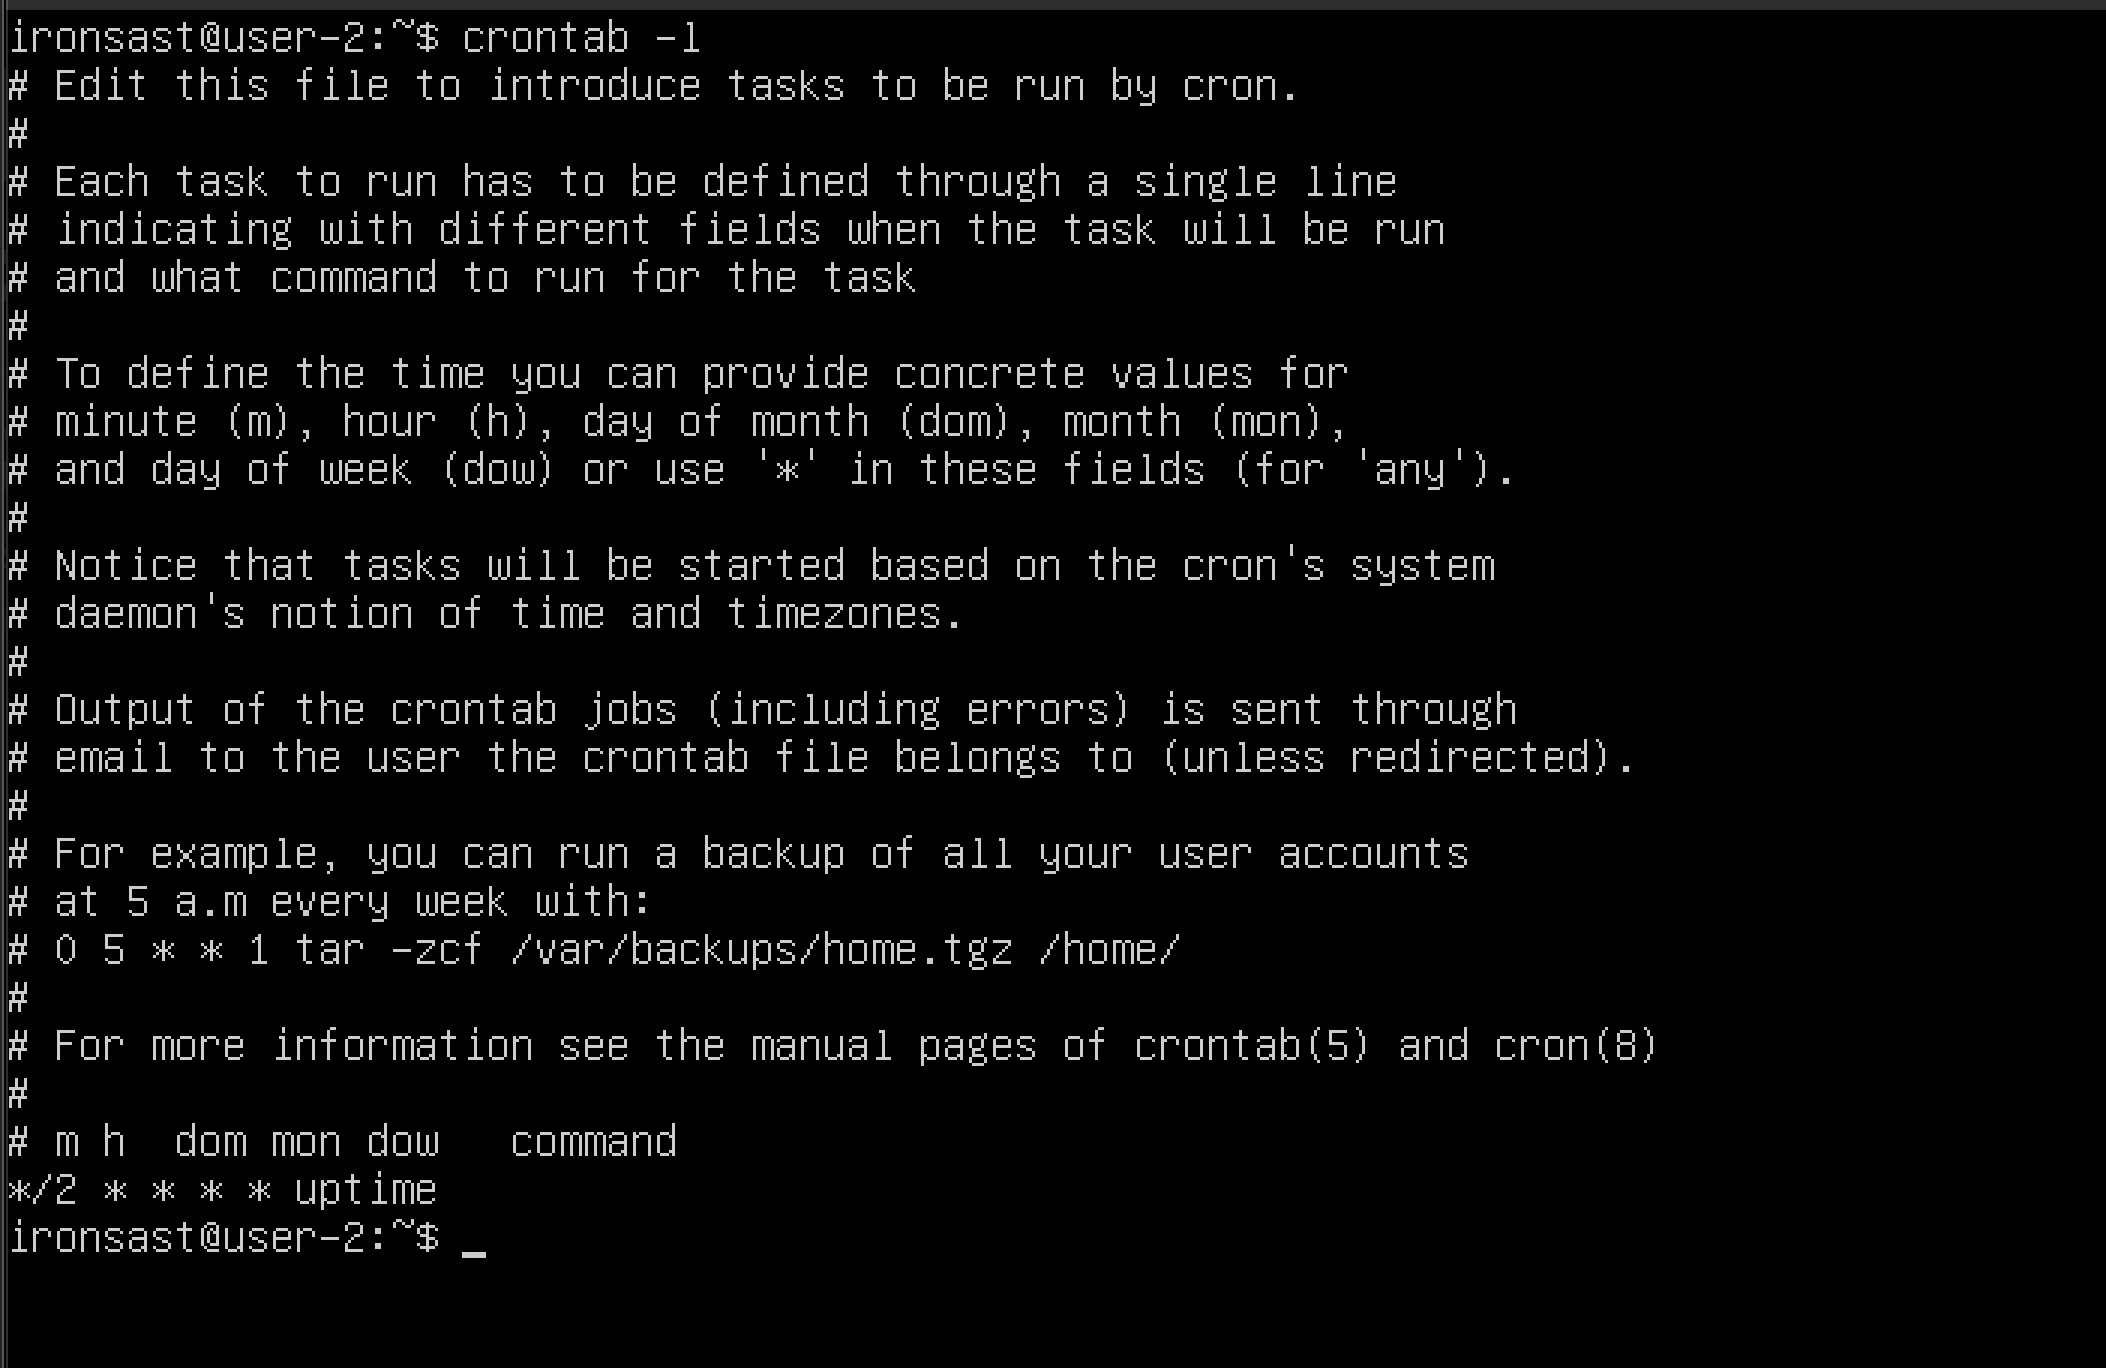 ironsast@user-2:~$ crontab -l
# Edit this file to introduce tasks to be run by cron.
#
# Each task to run has to be defined through a single line
# indicating with different fields when the task will be run
# and what command to run for the task
#
# To define the time you can provide concrete values for
# minute (m), hour (h), day of month (dom), month (mon),
# and day of week (dow) or use '*' in these fields (for 'any').
#
# Notice that tasks will be started based on the cron's system
# daemon's notion of time and timezones.
#
# Output of the crontab jobs (including errors) is sent through
# email to the user the crontab file belongs to (unless redirected).
#
# For example, you can run a backup of all your user accounts
# at 5 a.m every week with:
# 0 5 * * 1 tar -zcf /var/backups/home.tgz /home/
#
# For more information see the manual pages of crontab(5) and cron(8)
#
# m h  dom mon dow   command
*/2 * * * * uptime
ironsast@user-2:~$ _